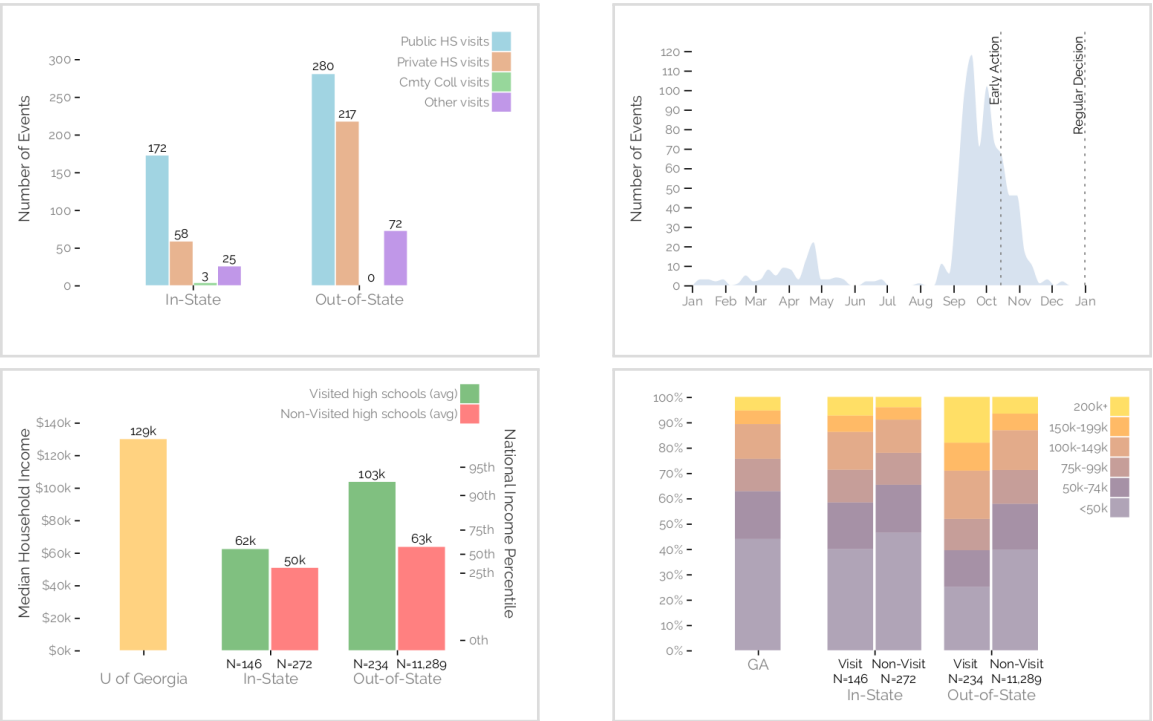 Public HS visits
Private HS visits
Cmty Coll visits
Other visits
Number of Events
300
250
200
150
100
50
0
172
58
3
25
280
217
0
72
In-State
Out-of-State
Number of Events
120
110
100
90
80
70
60
50
40
30
20
10
0
Early Action
Regular Decision
Jan Feb Mar Apr May Jun Jul Aug Sep Oct Nov Dec Jan
Visited high schools (avg)
Non-Visited high schools (avg)
Median Household Income
$140k
$120k
$100k
$80k
$60k
$40k
$20k
$0k
129k
62k
50k
103k
63k
National Income Percentile
95th
90th
75th
50th
25th
0th
N=146 N=272 N=234 N=11,289
U of Georgia In-State Out-of-State
100%
90%
80%
70%
60%
50%
40%
30%
20%
10%
0%
200k+
150k-199k
100k-149k
75k-99k
50k-74k
<50k
GA
Visit Non-Visit Visit Non-Visit
N=146 N=272 N=234 N=11,289
In-State Out-of-State